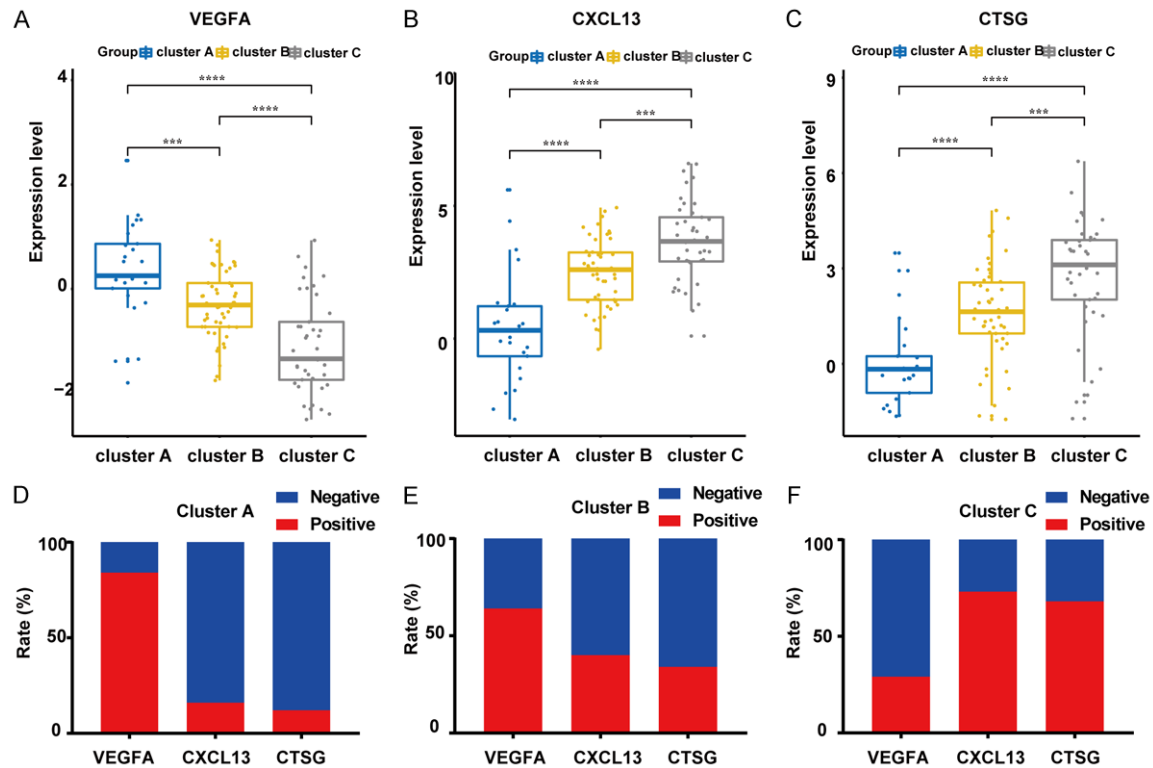 A VEGFA
Group cluster A cluster B cluster C
Expression level
4
2
0
−2
****
****
***
cluster A cluster B cluster C
B CXCL13
Group cluster A cluster B cluster C
Expression level
10
5
0
****
***
****
cluster A cluster B cluster C
C CTSG
Group cluster A cluster B cluster C
Expression level
9
6
3
0
****
***
****
cluster A cluster B cluster C
D Cluster A
Negative
Positive
Rate (%)
100
50
0
VEGFA CXCL13 CTSG
E Cluster B
Negative
Positive
Rate (%)
100
50
0
VEGFA CXCL13 CTSG
F Cluster C
Negative
Positive
Rate (%)
100
50
0
VEGFA CXCL13 CTSG